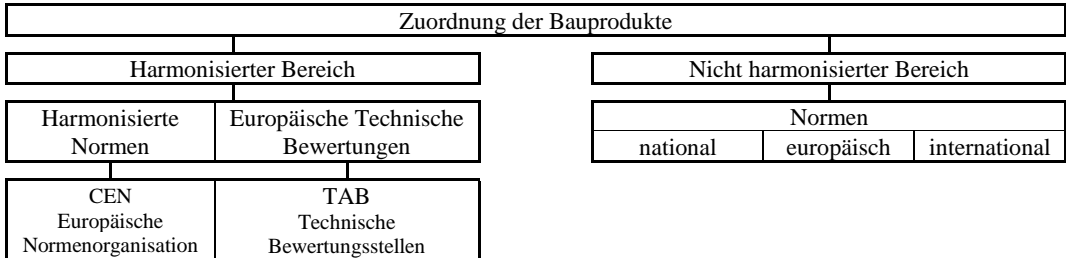 Zuordnung der Bauprodukte
Harmonisierter Bereich
Nicht harmonisierter Bereich
Harmonisierte
Normen
Europäische Technische
Bewertungen
Normen
national
europäisch
international
CEN
Europäische
Normenorganisation
TAB
Technische
Bewertungsstellen